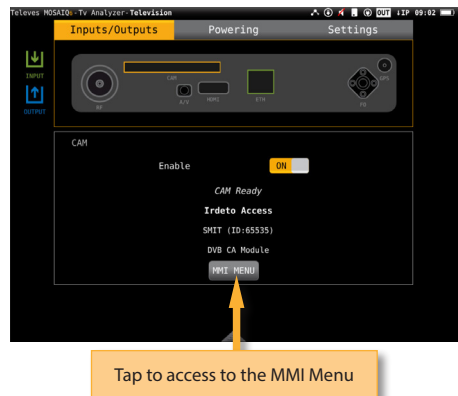 Televes MOSAIQ6-Tv Analyzer-Television OUT IP 09:02
Inputs/Outputs Powering Settings
INPUT
OUTPUT
CAM
RF
A/V
HDMI
ETH
FO
GPS
CAM
Enable ON
CAM Ready
Irdeto Access
SMIT (ID:65535)
DVB CA Module
MMI MENU
Tap to access to the MMI Menu